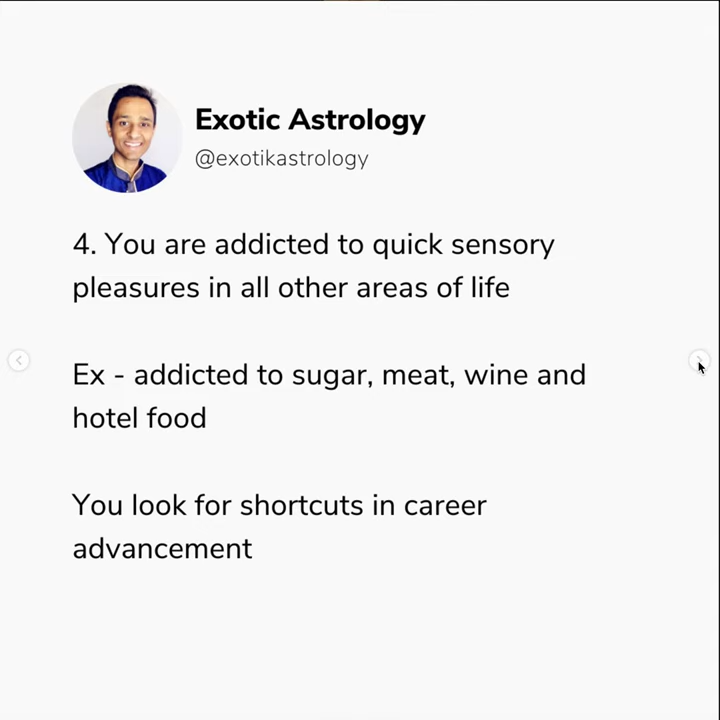 Exotic Astrology
@exotikastrology
4. You are addicted to quick sensory
pleasures in all other areas of life
Ex - addicted to sugar, meat, wine and
hotel food
You look for shortcuts in career
advancement